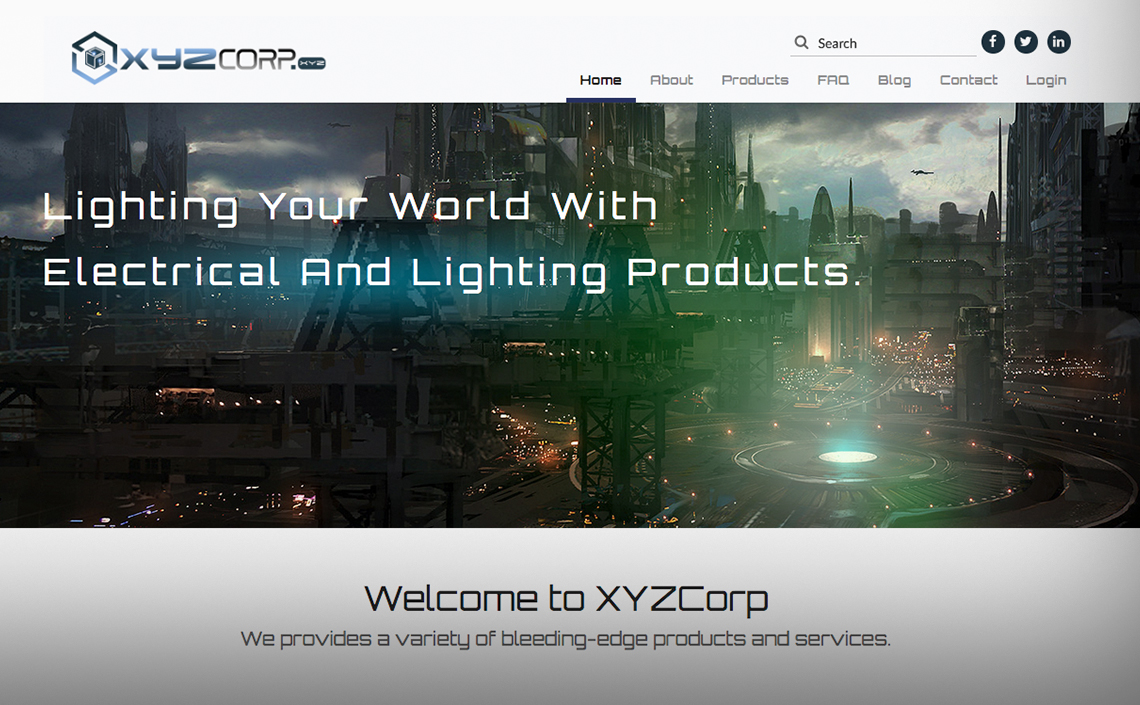 XYZCORP.XYZ
Search
Home About Products FAQ Blog Contact Login
Lighting Your World With
Electrical And Lighting Products.
Welcome to XYZCorp
We provides a variety of bleeding-edge products and services.